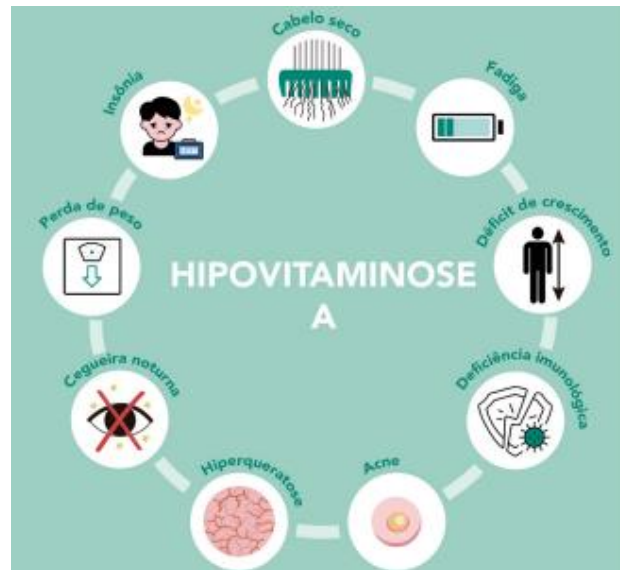 Cabelo seco
Fadiga
Déficit de crescimento
Deficiência imunológica
Acne
Hiperqueratose
Cegueira noturna
Perda de peso
Insônia
HIPOVITAMINOSE
A